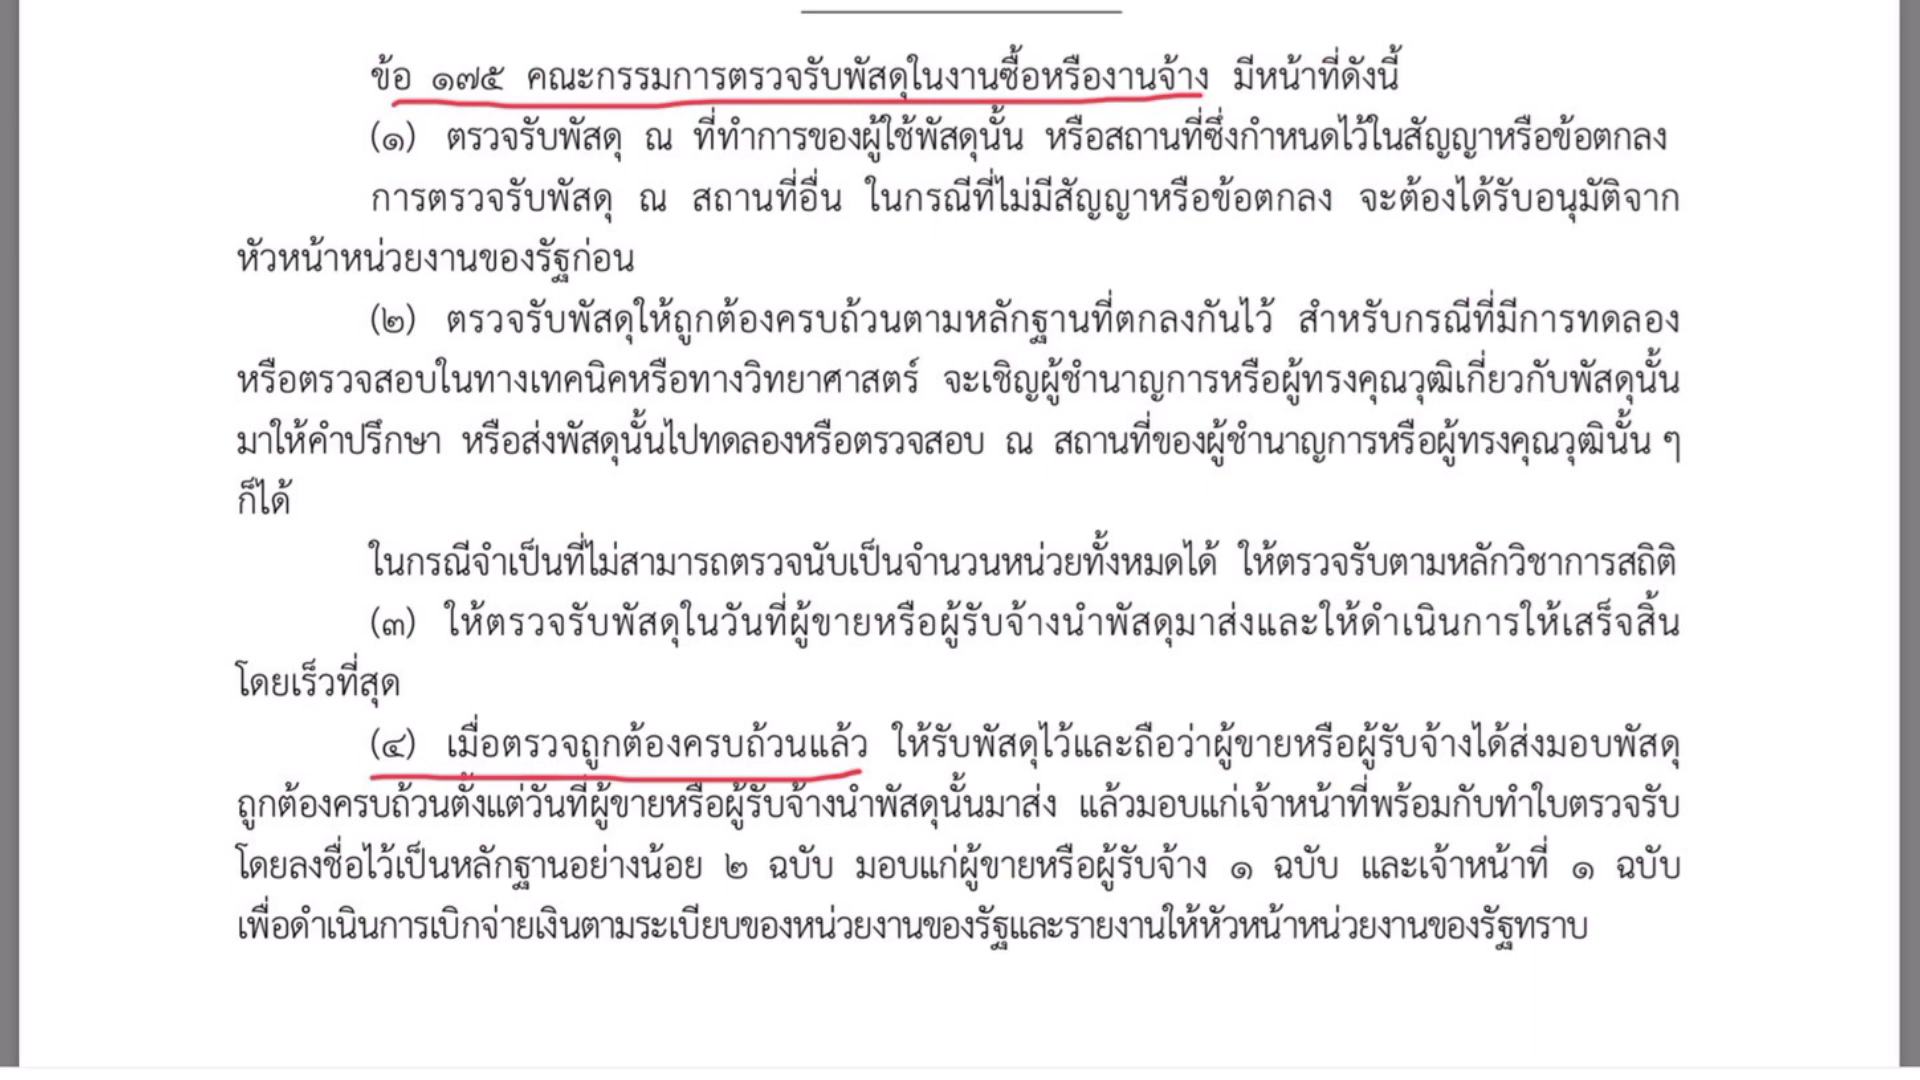 ข้อ ๑๗๕ คณะกรรมการตรวจรับพัสดุในงานซื้อหรืองานจ้าง มีหน้าที่ดังนี้
(๑) ตรวจรับพัสดุ ณ ที่ทำการของผู้ใช้พัสดุนั้น หรือสถานที่ซึ่งกำหนดไว้ในสัญญาหรือข้อตกลง
การตรวจรับพัสดุ ณ สถานที่อื่น ในกรณีที่ไม่มีสัญญาหรือข้อตกลง จะต้องได้รับอนุมัติจาก
หัวหน้าหน่วยงานของรัฐก่อน
(๒) ตรวจรับพัสดุให้ถูกต้องครบถ้วนตามหลักฐานที่ตกลงกันไว้ สำหรับกรณีที่มีการทดลอง
หรือตรวจสอบในทางเทคนิคหรือทางวิทยาศาสตร์ จะเชิญผู้ชำนาญการหรือผู้ทรงคุณวุฒิเกี่ยวกับพัสดุนั้น
มาให้คำปรึกษา หรือส่งพัสดุนั้นไปทดลองหรือตรวจสอบ ณ สถานที่ของผู้ชำนาญการหรือผู้ทรงคุณวุฒินั้น ๆ
ก็ได้
ในกรณีจำเป็นที่ไม่สามารถตรวจนับเป็นจำนวนหน่วยทั้งหมดได้ ให้ตรวจรับตามหลักวิชาการสถิติ
(๓) ให้ตรวจรับพัสดุในวันที่ผู้ขายหรือผู้รับจ้างนำพัสดุมาส่งและให้ดำเนินการให้เสร็จสิ้น
โดยเร็วที่สุด
(๔) เมื่อตรวจถูกต้องครบถ้วนแล้ว ให้รับพัสดุไว้และถือว่าผู้ขายหรือผู้รับจ้างได้ส่งมอบพัสดุ
ถูกต้องครบถ้วนตั้งแต่วันที่ผู้ขายหรือผู้รับจ้างนำพัสดุนั้นมาส่ง แล้วมอบแก่เจ้าหน้าที่พร้อมกับทำใบตรวจรับ
โดยลงชื่อไว้เป็นหลักฐานอย่างน้อย ๒ ฉบับ มอบแก่ผู้ขายหรือผู้รับจ้าง ๑ ฉบับ และเจ้าหน้าที่ ๑ ฉบับ
เพื่อดำเนินการเบิกจ่ายเงินตามระเบียบของหน่วยงานของรัฐและรายงานให้หัวหน้าหน่วยงานของรัฐทราบ